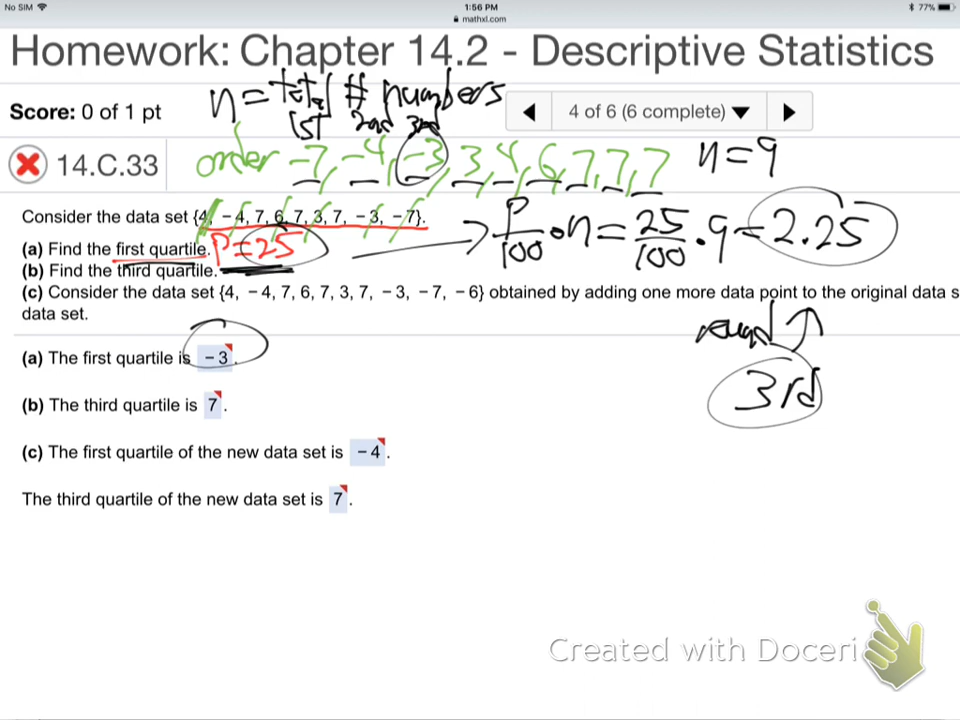 No SIM 1:56 PM 77%
mathxl.com
Homework: Chapter 14.2 - Descriptive Statistics
n = total # numbers
Score: 0 of 1 pt
1st 2nd 3rd
4 of 6 (6 complete)
14.C.33
order -7, -4, -3, 3, 4, 6, 7, 7, 7 n = 9
Consider the data set {4, - 4, 7, 6, 7, 3, 7, - 3, - 7}.
P/100 • n = 25/100 . 9 = 2.25
(a) Find the first quartile. P = 25
(b) Find the third quartile.
(c) Consider the data set {4, - 4, 7, 6, 7, 3, 7, - 3, - 7, - 6} obtained by adding one more data point to the original data s
data set.
round ↑
(a) The first quartile is - 3.
3rd
(b) The third quartile is 7.
(c) The first quartile of the new data set is - 4.
The third quartile of the new data set is 7.
Created with Doceri